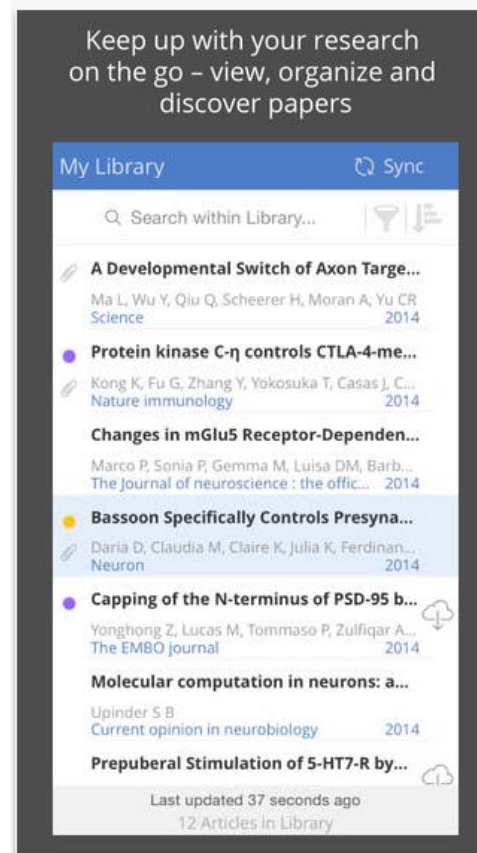 Keep up with your research
on the go – view, organize and
discover papers
My Library
Sync
Search within Library...
A Developmental Switch of Axon Targe...
Ma L, Wu Y, Qiu Q, Scheerer H, Moran A, Yu CR
Science 2014
Protein kinase C-η controls CTLA-4-me...
Kong K, Fu G, Zhang Y, Yokosuka T, Casas J, C...
Nature immunology 2014
Changes in mGlu5 Receptor-Dependen...
Marco P, Sonia P, Gemma M, Luisa DM, Barb...
The Journal of neuroscience : the offic... 2014
Bassoon Specifically Controls Presyna...
Daria D, Claudia M, Claire K, Julia K, Ferdinan...
Neuron 2014
Capping of the N-terminus of PSD-95 b...
Yonghong Z, Lucas M, Tommaso P, Zulfiqar A...
The EMBO journal 2014
Molecular computation in neurons: a...
Upinder S B
Current opinion in neurobiology 2014
Prepuberal Stimulation of 5-HT7-R by...
Last updated 37 seconds ago
12 Articles in Library